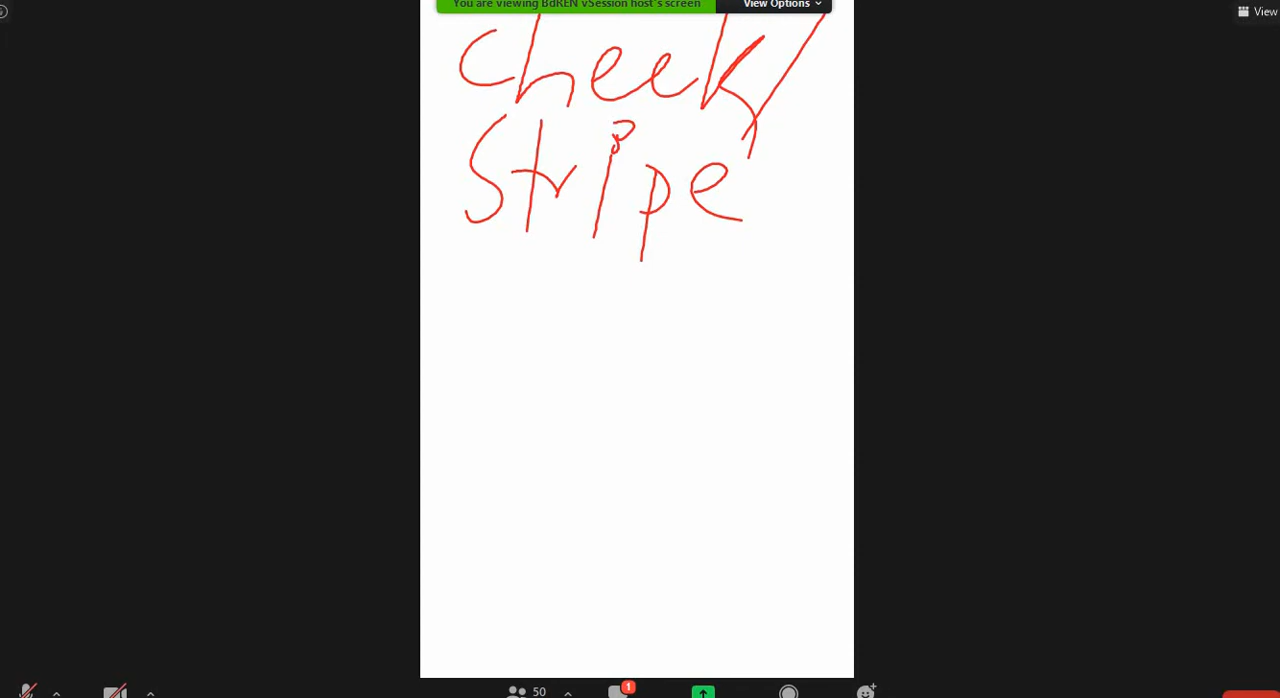 You are viewing BdREN vSession host's screen
View Options
View
cheek/
stripe
50
1